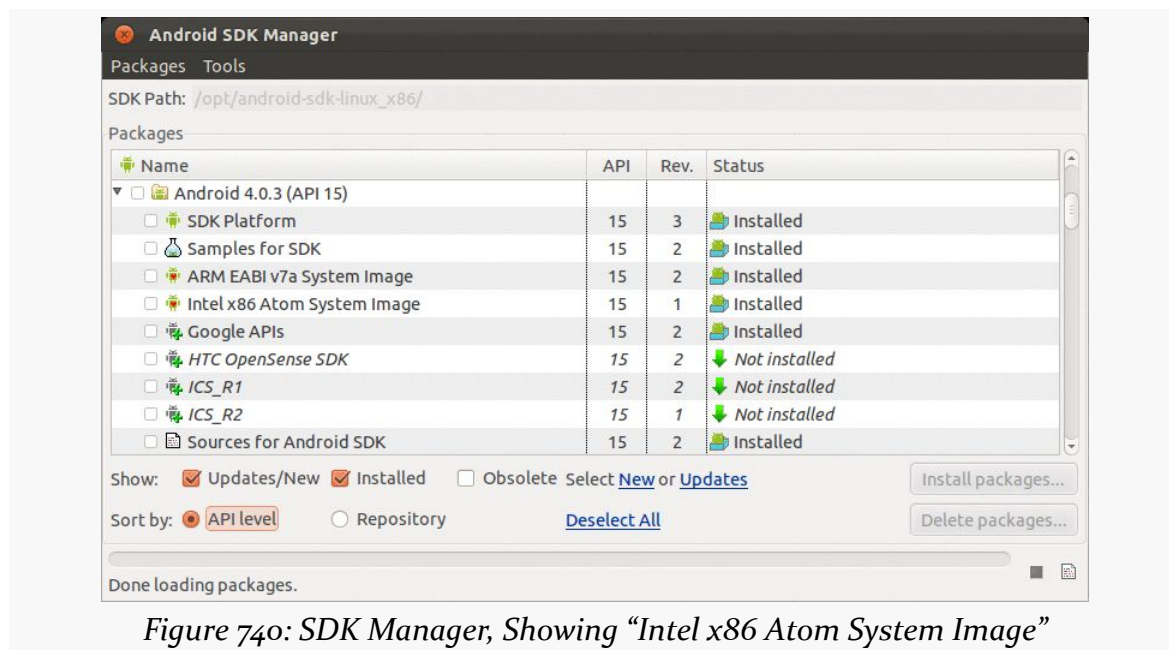 Android SDK Manager
Packages Tools
SDK Path: /opt/android-sdk-linux_x86/
Packages
Name API Rev. Status
Android 4.0.3 (API 15)
SDK Platform 15 3 Installed
Samples for SDK 15 2 Installed
ARM EABI v7a System Image 15 2 Installed
Intel x86 Atom System Image 15 1 Installed
Google APIs 15 2 Installed
HTC OpenSense SDK 15 2 Not installed
ICS_R1 15 2 Not installed
ICS_R2 15 1 Not installed
Sources for Android SDK 15 2 Installed
Show: Updates/New Installed Obsolete Select New or Updates Install packages...
Sort by: API level Repository Deselect All Delete packages...
Done loading packages.
Figure 740: SDK Manager, Showing “Intel x86 Atom System Image”